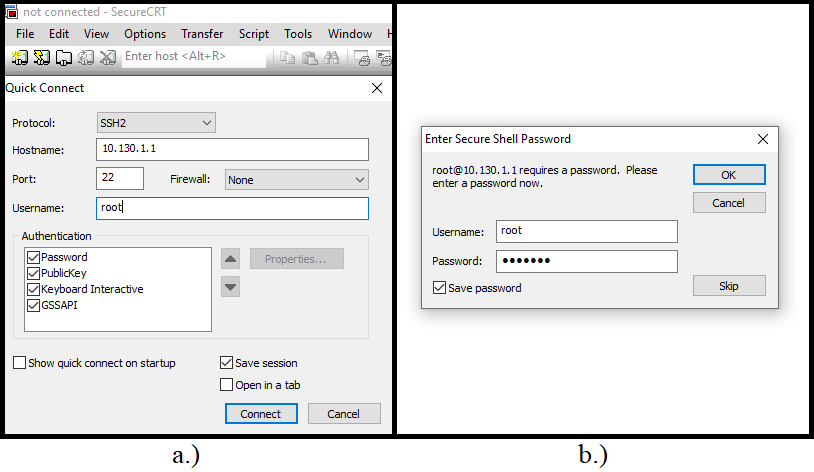 not connected - SecureCRT
File Edit View Options Transfer Script Tools Window H
Enter host <Alt+R>
Quick Connect
Protocol: SSH2
Hostname: 10.130.1.1
Port: 22 Firewall: None
Username: root
Authentication
Password
PublicKey
Properties...
Keyboard Interactive
GSSAPI
Show quick connect on startup
Save session
Open in a tab
Connect Cancel
a.)
Enter Secure Shell Password
root@10.130.1.1 requires a password. Please
enter a password now.
OK
Cancel
Username: root
Password: •••••••
Save password
Skip
b.)